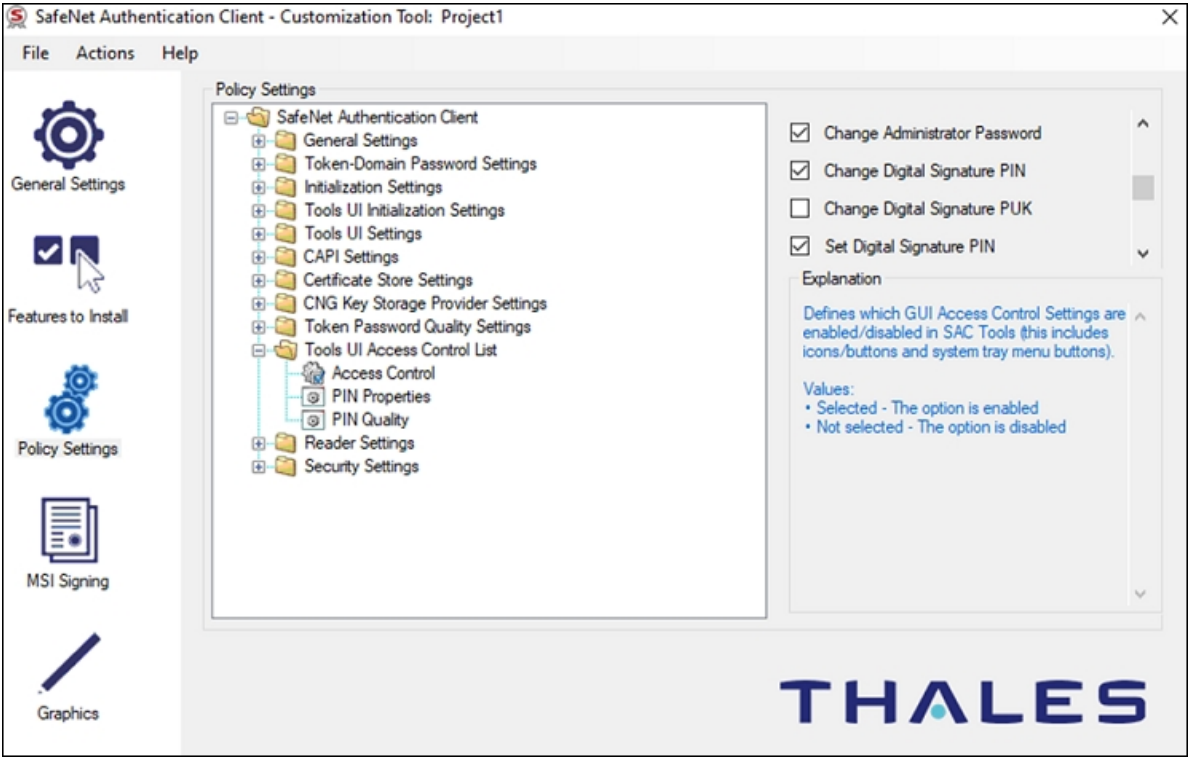 SafeNet Authentication Client - Customization Tool: Project1
File Actions Help
General Settings
Features to Install
Policy Settings
MSI Signing
Graphics
Policy Settings
SafeNet Authentication Client
General Settings
Token-Domain Password Settings
Initialization Settings
Tools UI Initialization Settings
Tools UI Settings
CAPI Settings
Certificate Store Settings
CNG Key Storage Provider Settings
Token Password Quality Settings
Tools UI Access Control List
Access Control
PIN Properties
PIN Quality
Reader Settings
Security Settings
Change Administrator Password
Change Digital Signature PIN
Change Digital Signature PUK
Set Digital Signature PIN
Explanation
Defines which GUI Access Control Settings are
enabled/disabled in SAC Tools (this includes
icons/buttons and system tray menu buttons).
Values:
• Selected - The option is enabled
• Not selected - The option is disabled
THALES